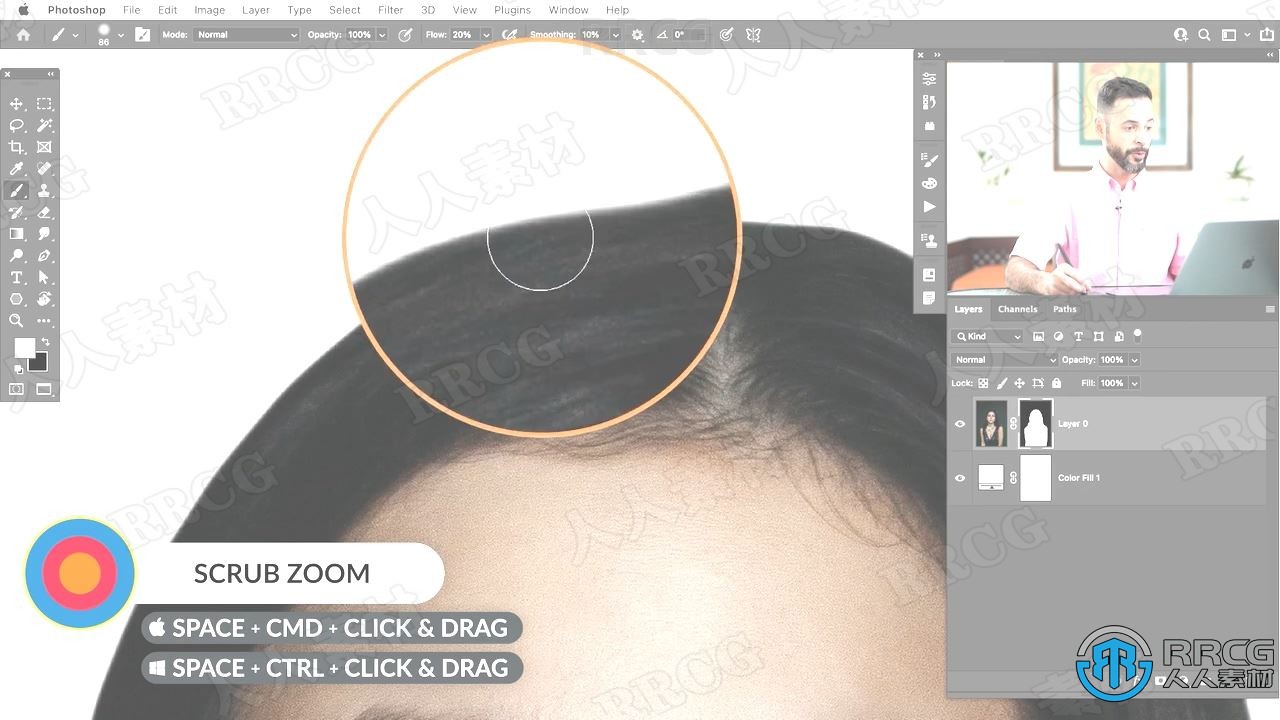 Photoshop File Edit Image Layer Type Select Filter 3D View Plugins Window Help
86 Mode: Normal Opacity: 100% Flow: 20% Smoothing: 10% 0°
Layers Channels Paths
Kind
Normal Opacity: 100%
Lock: Fill: 100%
Layer 0
Color Fill 1
SCRUB ZOOM
SPACE + CMD + CLICK & DRAG
SPACE + CTRL + CLICK & DRAG
RRCG
人人素材